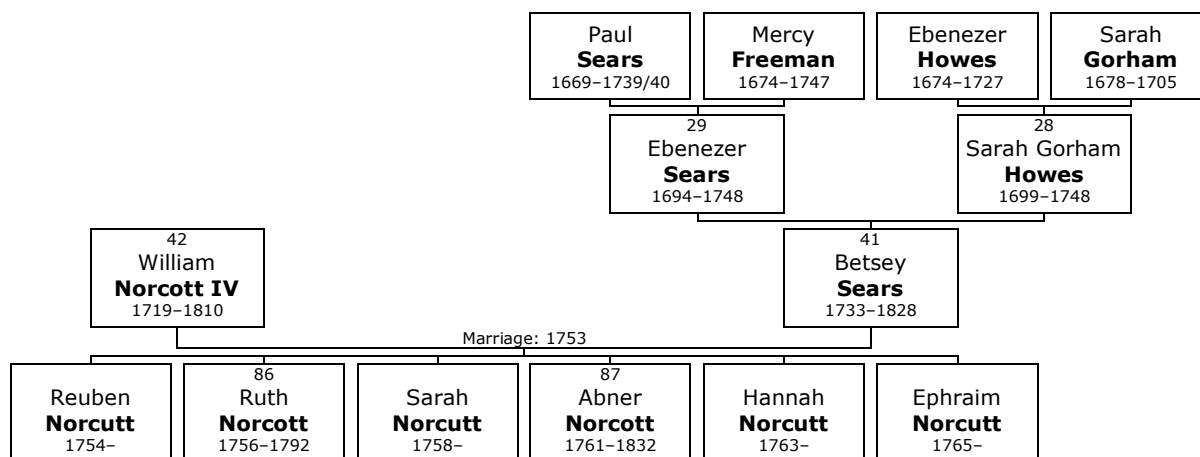 Paul
Sears
1669–1739/40
Mercy
Freeman
1674–1747
Ebenezer
Howes
1674–1727
Sarah
Gorham
1678–1705
29
Ebenezer
Sears
1694–1748
28
Sarah Gorham
Howes
1699–1748
42
William
Norcott IV
1719–1810
41
Betsey
Sears
1733–1828
Marriage: 1753
Reuben
Norcutt
1754–
86
Ruth
Norcott
1756–1792
Sarah
Norcutt
1758–
87
Abner
Norcott
1761–1832
Hannah
Norcutt
1763–
Ephraim
Norcutt
1765–